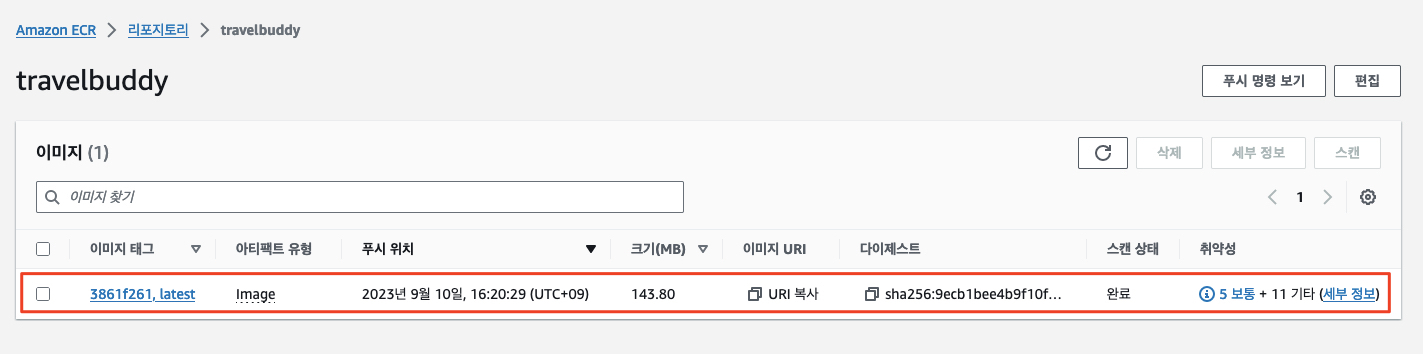 Amazon ECR > 리포지토리 > travelbuddy
travelbuddy
푸시 명령 보기 편집
이미지 (1)
삭제 세부 정보 스캔
이미지 찾기
1
이미지 태그 아티팩트 유형 푸시 위치 크기(MB) 이미지 URI 다이제스트 스캔 상태 취약성
3861f261, latest Image 2023년 9월 10일, 16:20:29 (UTC+09) 143.80 URI 복사 sha256:9ecb1bee4b9f10f... 완료 5 보통 + 11 기타 (세부 정보)